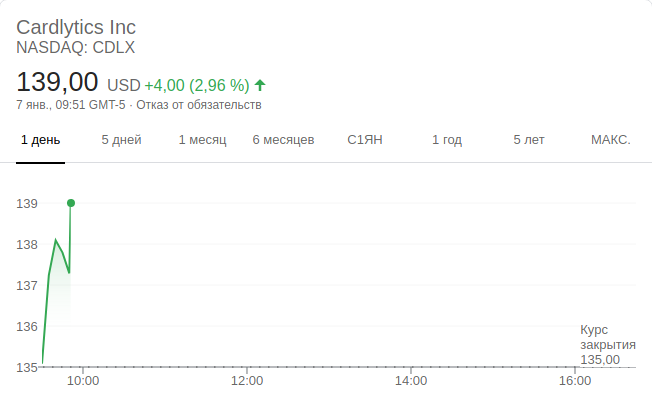 Cardlytics Inc
NASDAQ: CDLX
139,00 USD +4,00 (2,96 %)
7 янв., 09:51 GMT-5 · Отказ от обязательств
1 день 5 дней 1 месяц 6 месяцев С1ЯН 1 год 5 лет МАКС.
139
138
137
136
135
Курс
закрытия
135,00
10:00 12:00 14:00 16:00